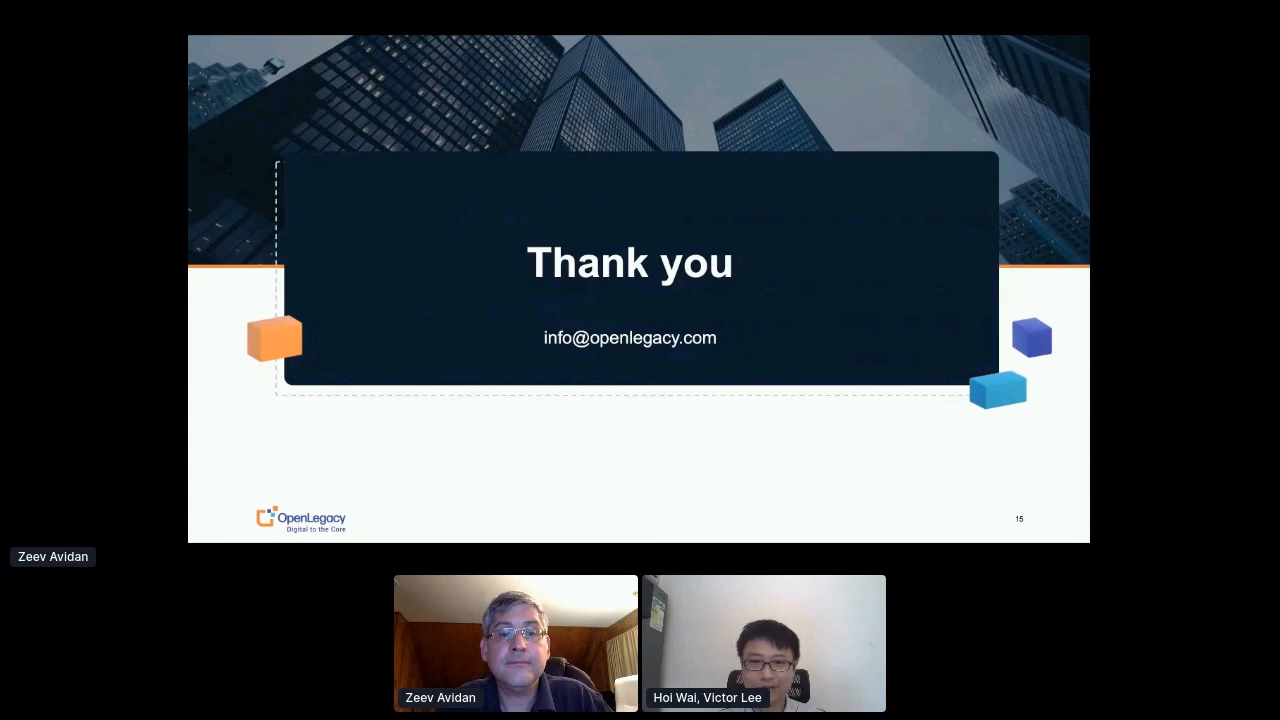 Thank you
info@openlegacy.com
OpenLegacy
Digital to the Core
15
Zeev Avidan
Zeev Avidan
Hoi Wai, Victor Lee